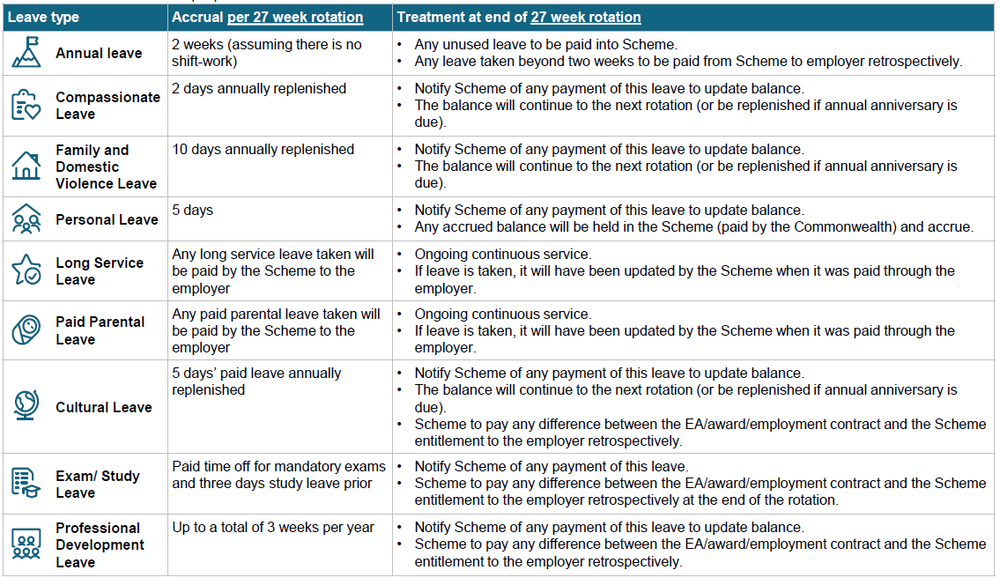 Leave type
Accrual per 27 week rotation
Treatment at end of 27 week rotation
Annual leave
2 weeks (assuming there is no
shift-work)
• Any unused leave to be paid into Scheme.
• Any leave taken beyond two weeks to be paid from Scheme to employer retrospectively.
Compassionate
Leave
2 days annually replenished
• Notify Scheme of any payment of this leave to update balance.
• The balance will continue to the next rotation (or be replenished if annual anniversary is
due).
Family and
Domestic
Violence Leave
10 days annually replenished
• Notify Scheme of any payment of this leave to update balance.
• The balance will continue to the next rotation (or be replenished if annual anniversary is
due).
Personal Leave
5 days
• Notify Scheme of any payment of this leave to update balance.
• Any accrued balance will be held in the Scheme (paid by the Commonwealth) and accrue.
Long Service
Leave
Any long service leave taken will
be paid by the Scheme to the
employer
• Ongoing continuous service.
• If leave is taken, it will have been updated by the Scheme when it was paid through the
employer.
Paid Parental
Leave
Any paid parental leave taken will
be paid by the Scheme to the
employer
• Ongoing continuous service.
• If leave is taken, it will have been updated by the Scheme when it was paid through the
employer.
Cultural Leave
5 days' paid leave annually
replenished
• Notify Scheme of any payment of this leave to update balance.
• The balance will continue to the next rotation (or be replenished if annual anniversary is
due).
• Scheme to pay any difference between the EA/award/employment contract and the Scheme
entitlement to the employer retrospectively.
Exam/ Study
Leave
Paid time off for mandatory exams
and three days study leave prior
• Notify Scheme of any payment of this leave.
• Scheme to pay any difference between the EA/award/employment contract and the Scheme
entitlement to the employer retrospectively at the end of the rotation.
Professional
Development
Leave
Up to a total of 3 weeks per year
• Notify Scheme of any payment of this leave to update balance.
• Scheme to pay any difference between the EA/award/employment contract and the Scheme
entitlement to the employer retrospectively.